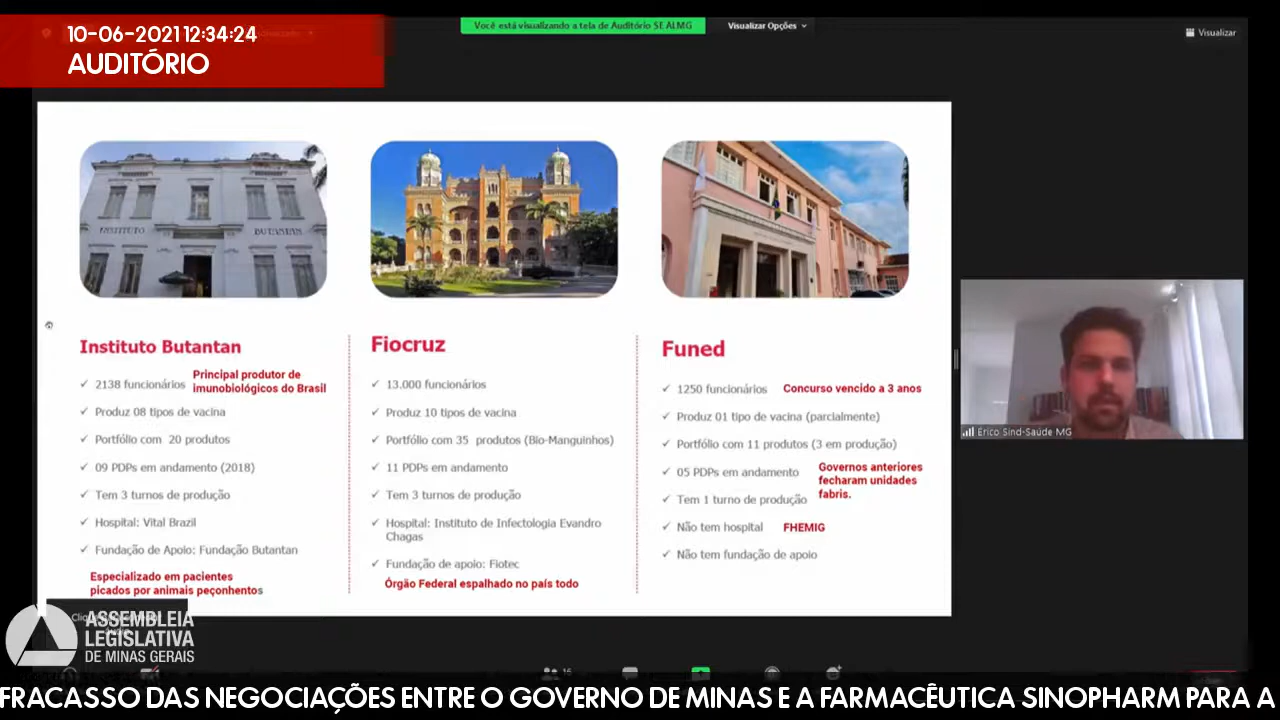 10-06-2021 12:34:24
AUDITÓRIO
Você está visualizando a tela de Auditório SE ALMG
Visualizar Opções
Visualizar
INSTITUTO BUTANTAN
Instituto Butantan
✓ 2138 funcionários
Principal produtor de
imunobiológicos do Brasil
✓ Produz 08 tipos de vacina
✓ Portfólio com 20 produtos
✓ 09 PDPs em andamento (2018)
✓ Tem 3 turnos de produção
✓ Hospital: Vital Brazil
✓ Fundação de Apoio: Fundação Butantan
Especializado em pacientes
picados por animais peçonhentos
Fiocruz
✓ 13.000 funcionários
✓ Produz 10 tipos de vacina
✓ Portfólio com 35 produtos (Bio-Manguinhos)
✓ 11 PDPs em andamento
✓ Tem 3 turnos de produção
✓ Hospital: Instituto de Infectologia Evandro
Chagas
✓ Fundação de apoio: Fiotec
Órgão Federal espalhado no país todo
Funed
✓ 1250 funcionários
Concurso vencido a 3 anos
✓ Produz 01 tipo de vacina (parcialmente)
✓ Portfólio com 11 produtos (3 em produção)
✓ 05 PDPs em andamento
Governos anteriores
fecharam unidades
fabris.
✓ Tem 1 turno de produção
✓ Não tem hospital
FHEMIG
✓ Não tem fundação de apoio
Érico Sind-Saúde MG
ASSEMBLEIA
LEGISLATIVA
DE MINAS GERAIS
16
FRACASSO DAS NEGOCIAÇÕES ENTRE O GOVERNO DE MINAS E A FARMACÊUTICA SINOPHARM PARA A